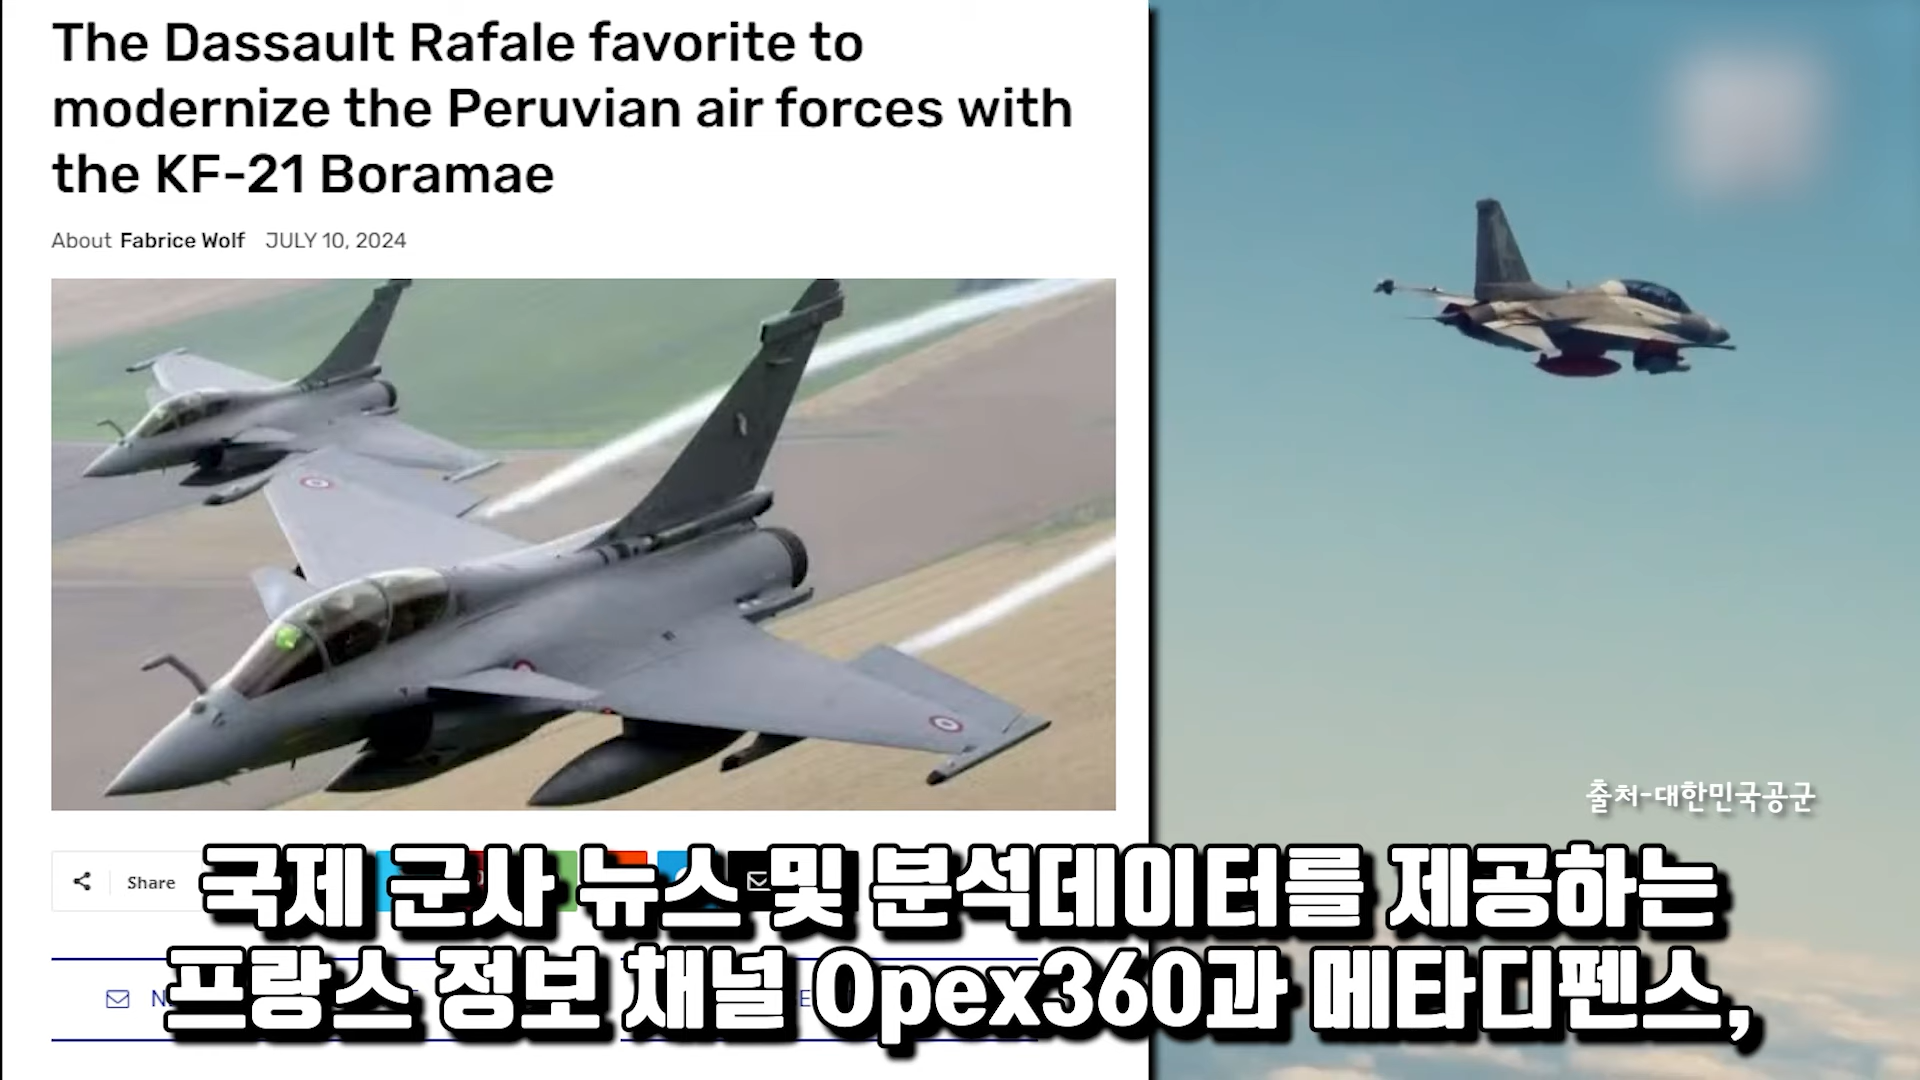 The Dassault Rafale favorite to
modernize the Peruvian air forces with
the KF-21 Boramae
About Fabrice Wolf JULY 10, 2024
출처-대한민국공군
Share
국제 군사 뉴스 및 분석데이터를 제공하는
프랑스 정보 채널 Opex360과 메타디펜스,